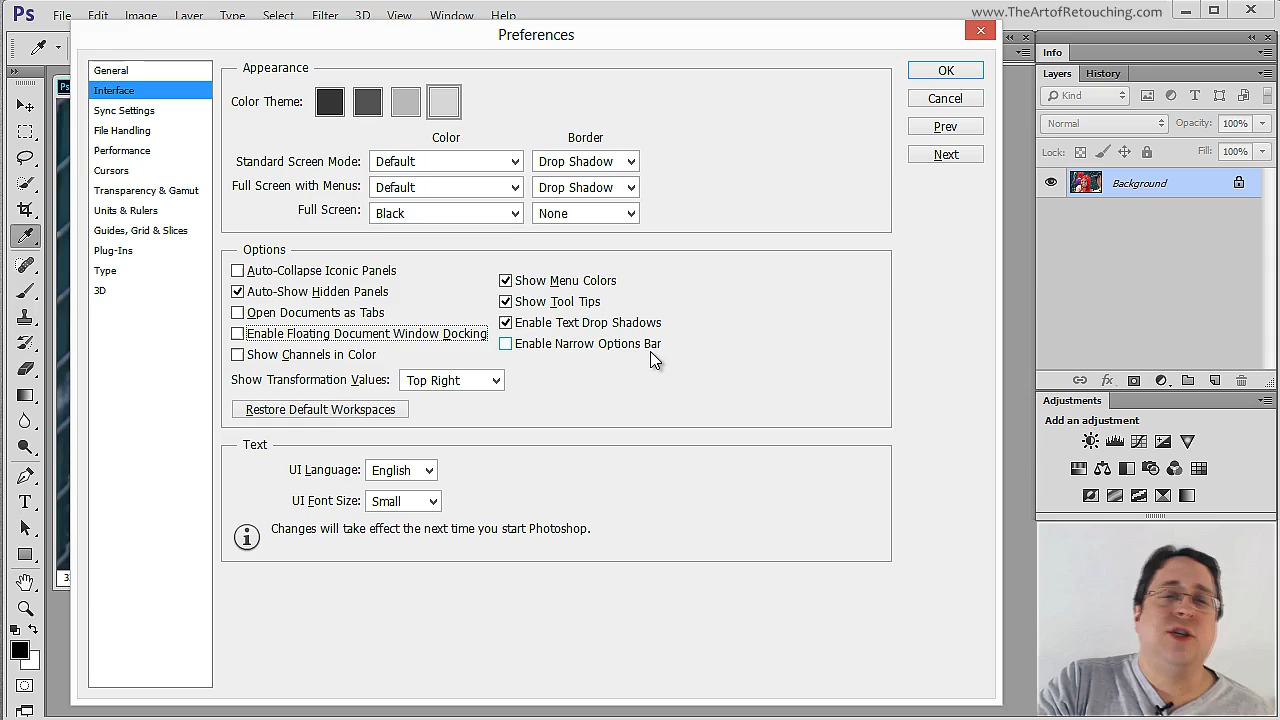 Ps File Edit Image Layer Type Select Filter 3D View Window Help
www.TheArtofRetouching.com
Preferences
General
Interface
Sync Settings
File Handling
Performance
Cursors
Transparency & Gamut
Units & Rulers
Guides, Grid & Slices
Plug-Ins
Type
3D
Appearance
Color Theme:
Color Border
Standard Screen Mode: Default Drop Shadow
Full Screen with Menus: Default Drop Shadow
Full Screen: Black None
Options
Auto-Collapse Iconic Panels
Auto-Show Hidden Panels
Open Documents as Tabs
Enable Floating Document Window Docking
Show Channels in Color
Show Menu Colors
Show Tool Tips
Enable Text Drop Shadows
Enable Narrow Options Bar
Show Transformation Values: Top Right
Restore Default Workspaces
Text
UI Language: English
UI Font Size: Small
Changes will take effect the next time you start Photoshop.
OK
Cancel
Prev
Next
Info
Layers History
Kind
Normal Opacity: 100%
Lock: Fill: 100%
Background
Adjustments
Add an adjustment